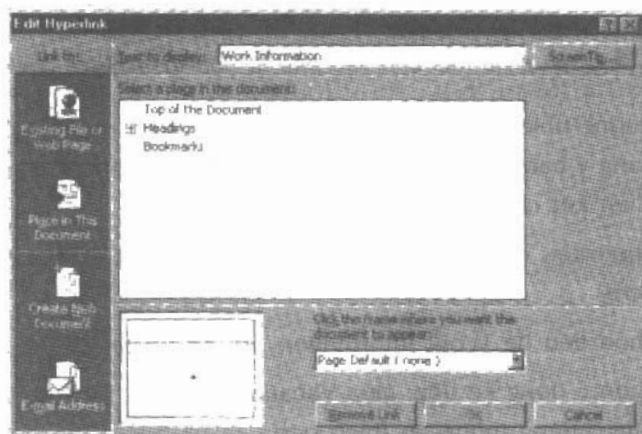 Edit Hyperlink
Link to:
Text to display: Work Information
ScreenTip...
Select a place in this document:
Top of the Document
Headings
Bookmarks
Existing File or
Web Page
Place in This
Document
Create New
Document
E-mail Address
Click the frame where you want the
document to appear:
Page Default (none)
Remove Link
Cancel